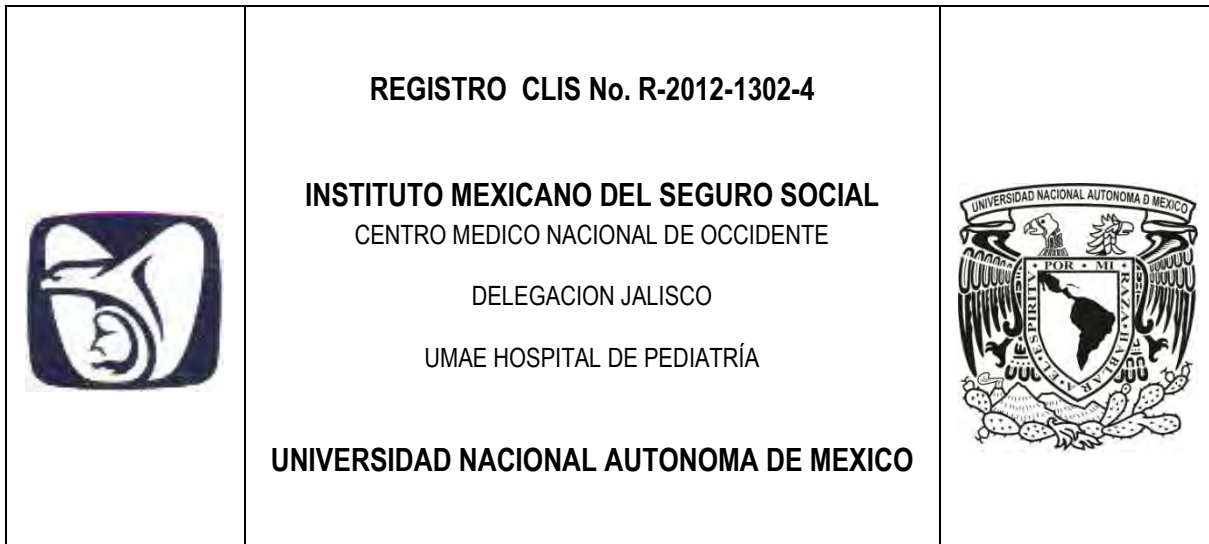 REGISTRO CLIS No. R-2012-1302-4
INSTITUTO MEXICANO DEL SEGURO SOCIAL
CENTRO MEDICO NACIONAL DE OCCIDENTE
DELEGACION JALISCO
UMAE HOSPITAL DE PEDIATRÍA
UNIVERSIDAD NACIONAL AUTONOMA DE MEXICO
UNIVERSIDAD NACIONAL AUTONOMA D MEXICO
POR • MI • RAZA • HABLARA • EL • ESPIRITU